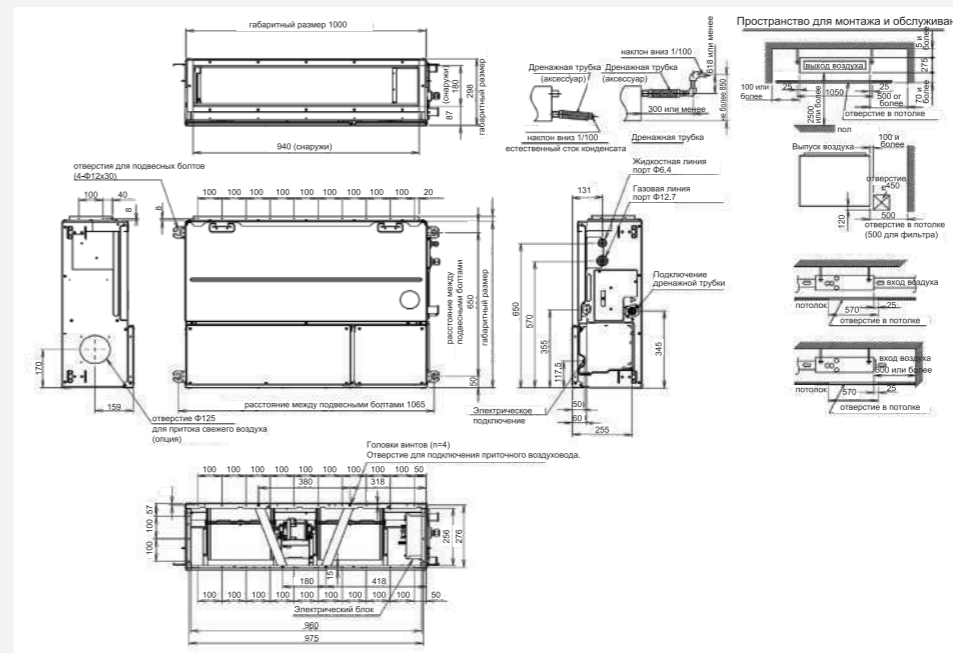 габаритный размер 1000
(снаружи)
180
87
298
габаритный размер
940 (снаружи)
наклон вниз 1/100
618 или менее
Дренажная трубка
(аксессуар)
Дренажная трубка
(аксессуар)
не более 850
300 или менее
наклон вниз 1/100
естественный сток конденсата
Дренажная трубка
Пространство для монтажа и обслуживан
5 и более
выход воздуха
275
100 или более
25
1050
25
500 or более
70 и более
2500 или более
отверстие в потолке
пол
Выпуск воздуха
100 и более
отверстие
450
120
500
отверстие в потолке
(500 для фильтра)
отверстия для подвесных болтов
(4-Ф12x30)
100
40
8
8
100 100 100 100 100 100 100 100 100 20
расстояние между
подвесными болтами
650
габаритный размер
50
расстояние между подвесными болтами 1065
170
159
отверстие Ф125
для притока свежего воздуха
(опция)
Жидкостная линия
порт Ф6.4
Газовая линия
порт Ф12.7
131
Подключение
дренажной трубки
650
570
355
117,5
345
50
60
255
Электрическое
подключение
вход воздуха
потолок
570
25
отверстие в потолке
вход воздуха
600 или более
потолок
570
25
отверстие в потолке
Головки винтов (n=4)
Отверстие для подключения приточного воздуховода.
100 100 100 100 100 100 100 100 100 50
380
318
57
100
100
256
276
15
180
418
100 100 100 100 100 100 100 100 100 50
Электрический блок
960
975